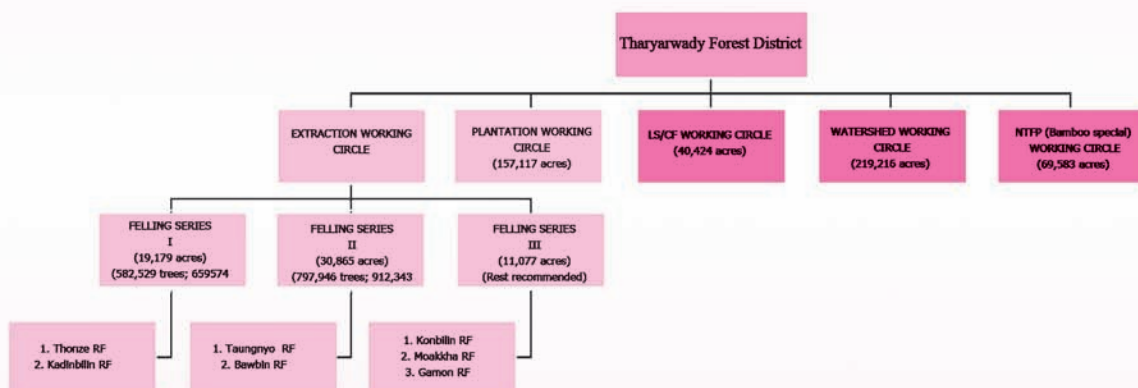 Tharyarwady Forest District
EXTRACTION WORKING
CIRCLE
PLANTATION WORKING
CIRCLE
(157,117 acres)
LS/CF WORKING CIRCLE
(40,424 acres)
WATERSHED WORKING
CIRCLE
(219,216 acres)
NTFP (Bamboo special)
WORKING CIRCLE
(69,583 acres)
FELLING SERIES
I
(19,179 acres)
(582,529 trees; 659574
FELLING SERIES
II
(30,865 acres)
(797,946 trees; 912,343
FELLING SERIES
III
(11,077 acres)
(Rest recommended)
1. Thonze RF
2. Kadinbilin RF
1. Taungnyo RF
2. Bawbin RF
1. Konbilin RF
2. Moakkha RF
3. Gamon RF